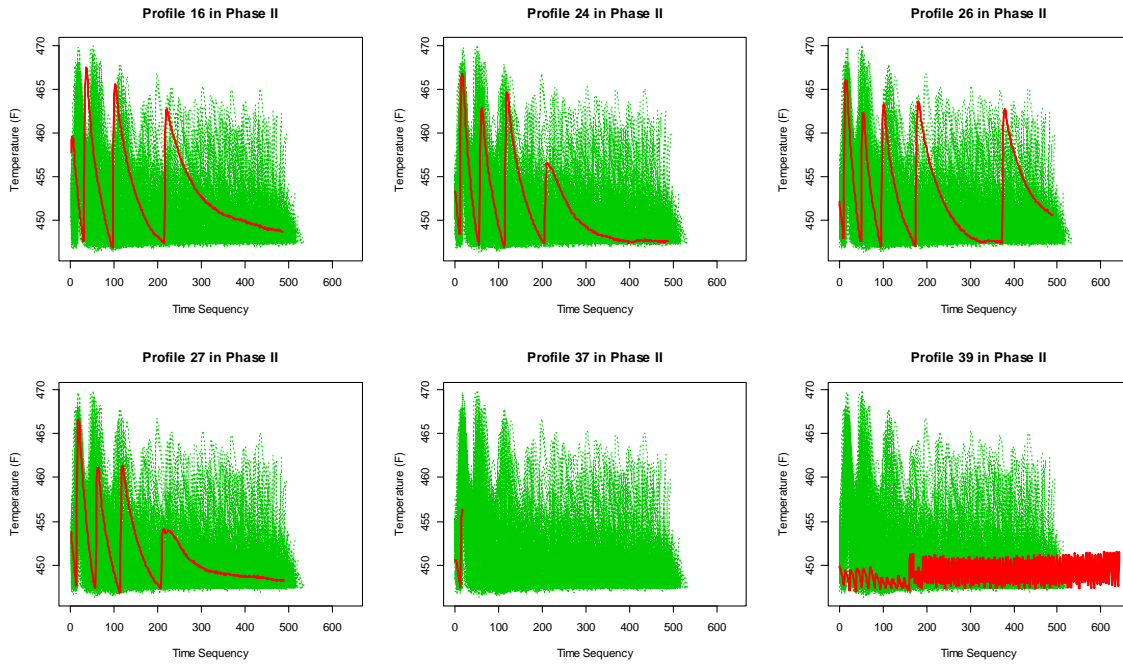 Profile 16 in Phase II
Profile 24 in Phase II
Profile 26 in Phase II
Temperature (F)
450 455 460 465 470
0 100 200 300 400 500 600
Time Sequency
Temperature (F)
450 455 460 465 470
0 100 200 300 400 500 600
Time Sequency
Temperature (F)
450 455 460 465 470
0 100 200 300 400 500 600
Time Sequency
Profile 27 in Phase II
Profile 37 in Phase II
Profile 39 in Phase II
Temperature (F)
450 455 460 465 470
0 100 200 300 400 500 600
Time Sequency
Temperature (F)
450 455 460 465 470
0 100 200 300 400 500 600
Time Sequency
Temperature (F)
450 455 460 465 470
0 100 200 300 400 500 600
Time Sequency